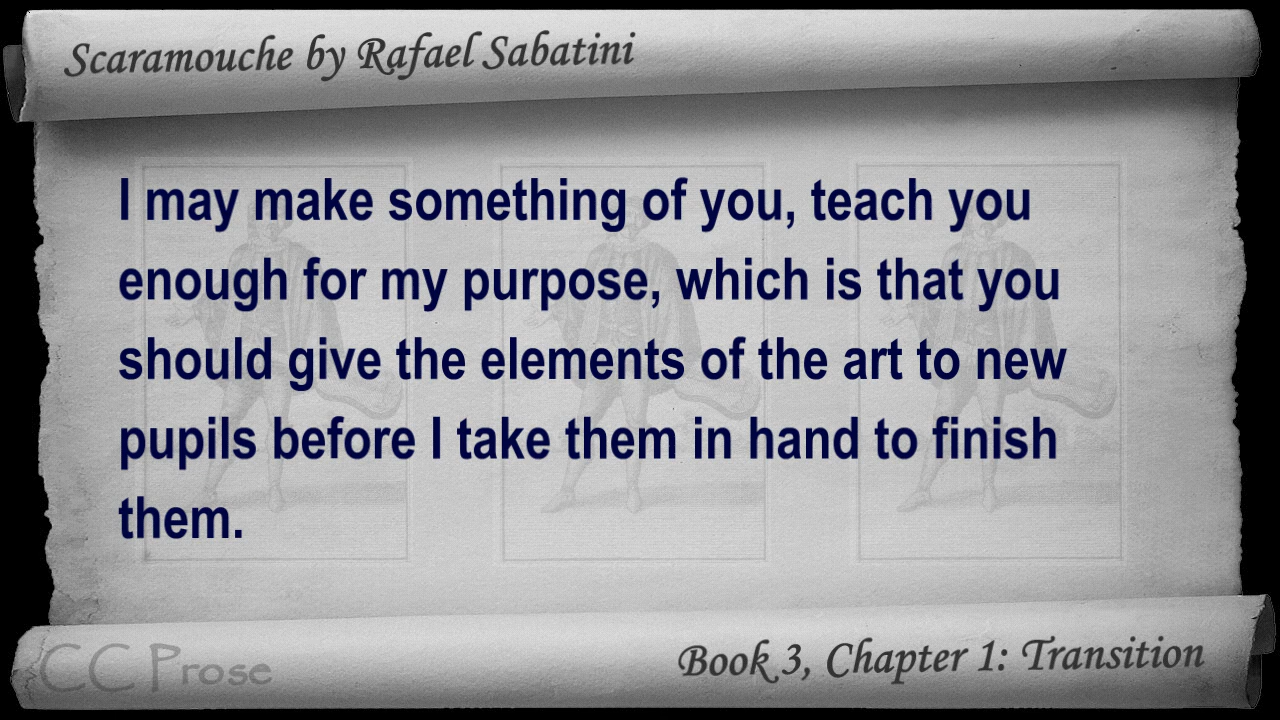 Scaramouche by Rafael Sabatini
I may make something of you, teach you
enough for my purpose, which is that you
should give the elements of the art to new
pupils before I take them in hand to finish
them.
CC Prose
Book 3, Chapter 1: Transition